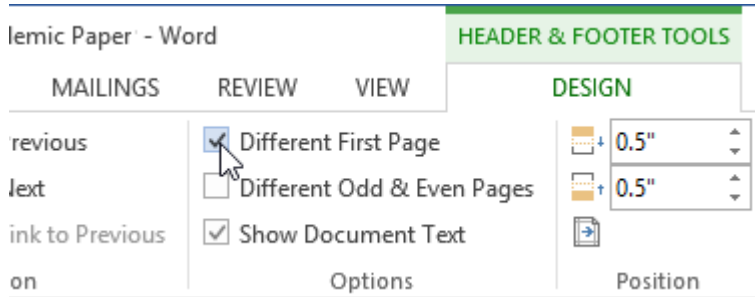 lemic Paper - Word HEADER & FOOTER TOOLS
MAILINGS REVIEW VIEW DESIGN
revious Different First Page 0.5"
Next Different Odd & Even Pages 0.5"
ink to Previous Show Document Text
on Options Position